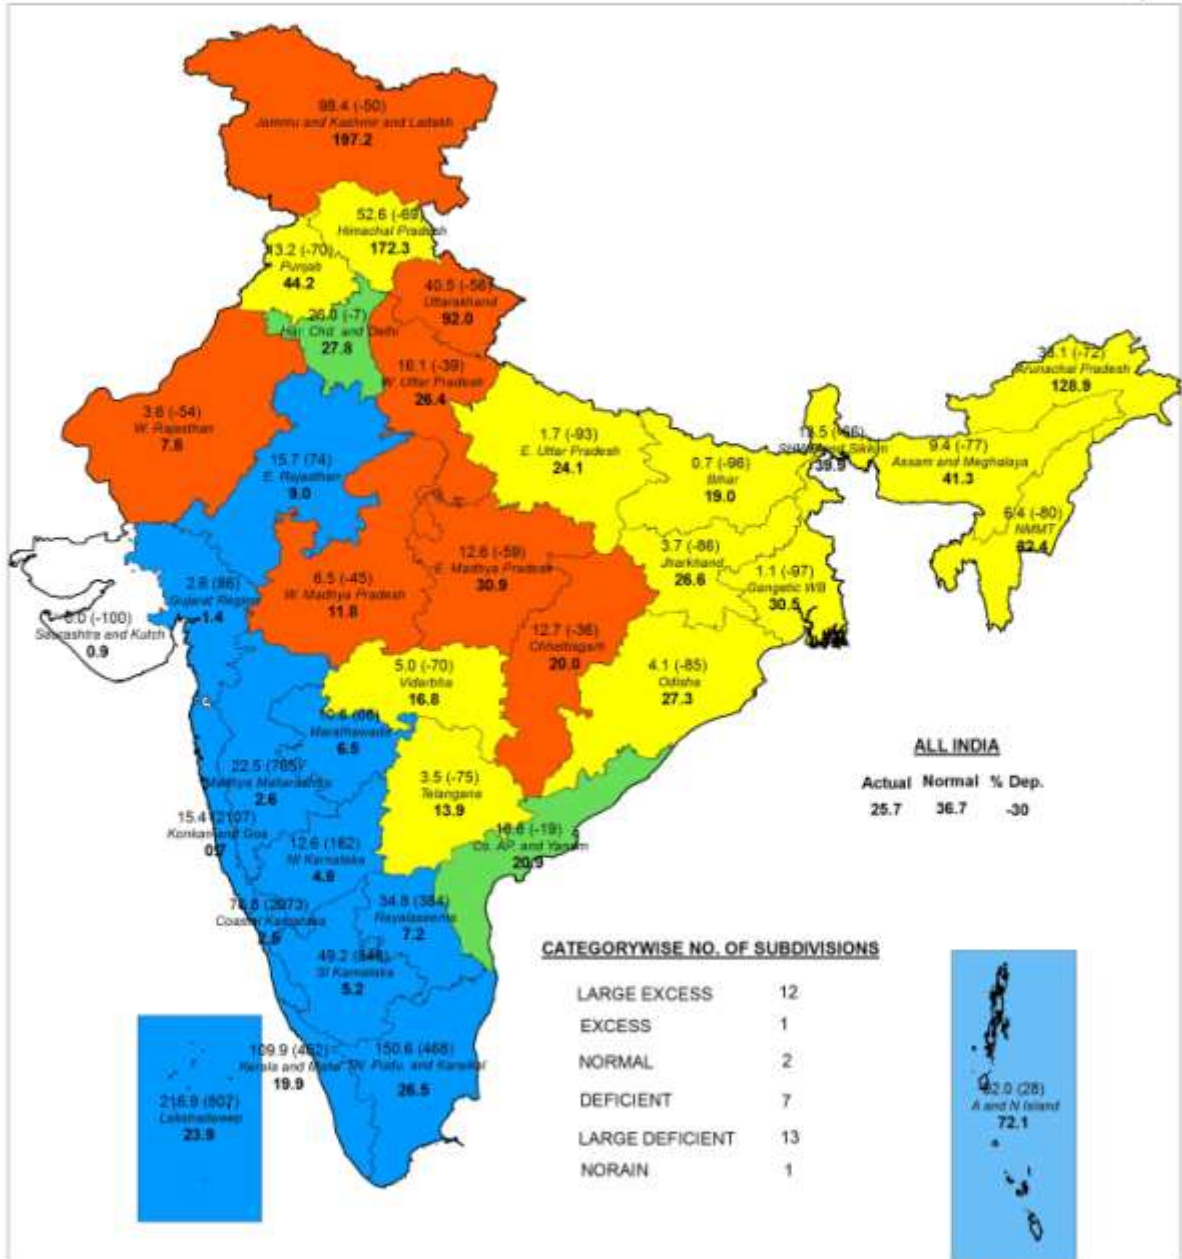 98.4 (-50)
Jammu and Kashmir and Ladakh
197.2
52.6 (-69)
Himachal Pradesh
172.3
13.2 (-70)
Punjab
44.2
40.5 (-56)
Uttarakhand
92.0
26.0 (-7)
Har. Chd. and Delhi
27.8
16.1 (-39)
W. Uttar Pradesh
26.4
(-72)
Arunachal Pradesh
128.9
3.6 (-54)
W. Rajasthan
7.8
1.7 (-93)
E. Uttar Pradesh
24.1
(-66)
Sikkim
39.9
9.4 (-77)
Assam and Meghalaya
41.3
15.7 (74)
E. Rajasthan
9.0
0.7 (-96)
Bihar
19.0
6.4 (-80)
NMMT
32.4
12.6 (-59)
E. Madhya Pradesh
30.9
3.7 (-86)
Jharkhand
26.6
1.1 (-97)
Gangetic WB
30.5
6.5 (-45)
W. Madhya Pradesh
11.8
(86)
Gujarat Region
1.4
0.0 (-100)
Saurashtra and Kutch
0.9
12.7 (-36)
Chhattisgarh
20.0
5.0 (-70)
Vidarbha
16.8
4.1 (-85)
Odisha
27.3
Marathawada
6.5
22.5 (765)
Madhya Maharashtra
2.6
3.5 (-75)
Telangana
13.9
ALL INDIA
Actual Normal % Dep.
25.7 36.7 -30
15.4 (2107)
Konkan and Goa
0.7
(-19)
Co. AP. and Yanam
20.9
12.6 (162)
NI Karnataka
4.8
34.8 (384)
Rayalaseema
7.2
Coastal Karnataka
49.2
SI Karnataka
5.2
CATEGORYWISE NO. OF SUBDIVISIONS
LARGE EXCESS 12
EXCESS 1
NORMAL 2
DEFICIENT 7
LARGE DEFICIENT 13
NORAIN 1
109.9 (452)
Kerala and Mahe
19.9
150.6 (468)
TN. Pudu. and Karaikal
26.5
216.9 (807)
Lakshadweep
23.9
92.0 (28)
A and N Island
72.1